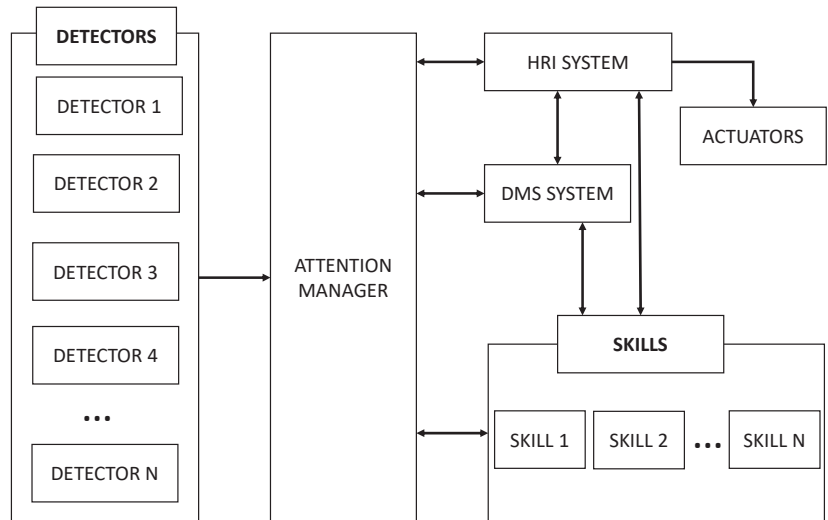 DETECTORS
DETECTOR 1
DETECTOR 2
DETECTOR 3
DETECTOR 4
...
DETECTOR N
ATTENTION
MANAGER
HRI SYSTEM
ACTUATORS
DMS SYSTEM
SKILLS
SKILL 1
SKILL 2
...
SKILL N